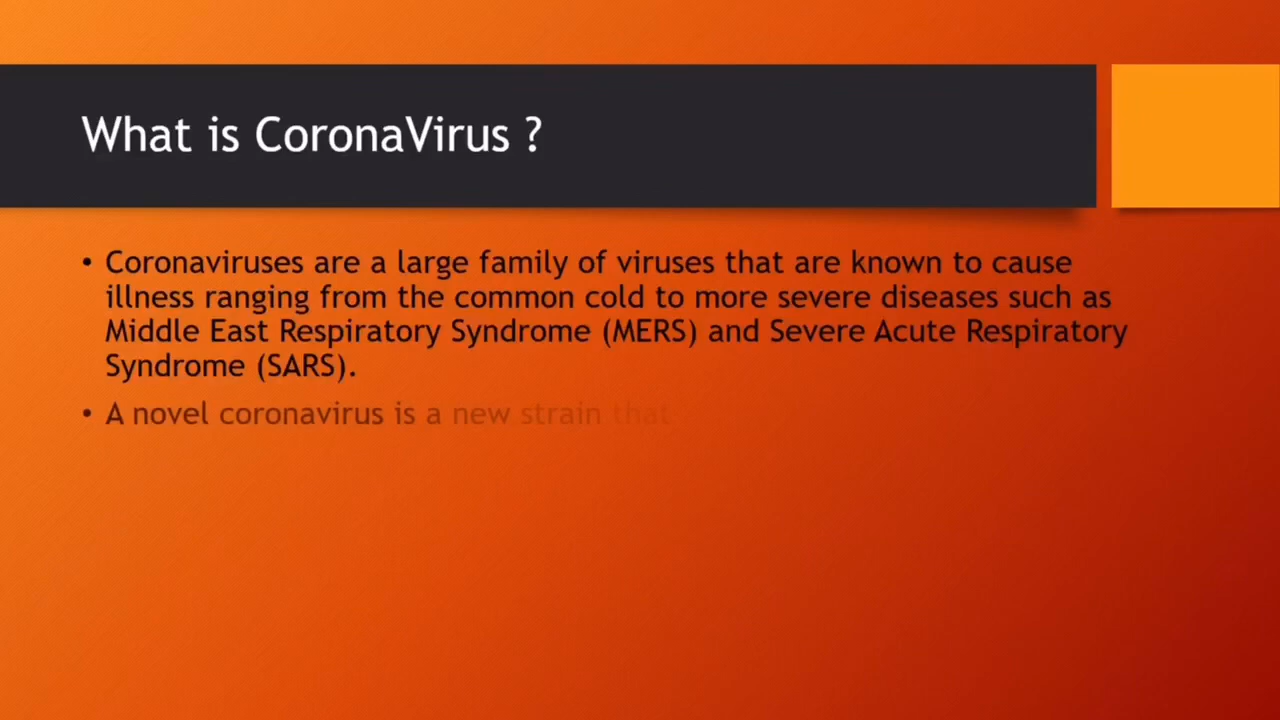 What is CoronaVirus ?
• Coronaviruses are a large family of viruses that are known to cause
illness ranging from the common cold to more severe diseases such as
Middle East Respiratory Syndrome (MERS) and Severe Acute Respiratory
Syndrome (SARS).
• A novel coronavirus is a new strain that